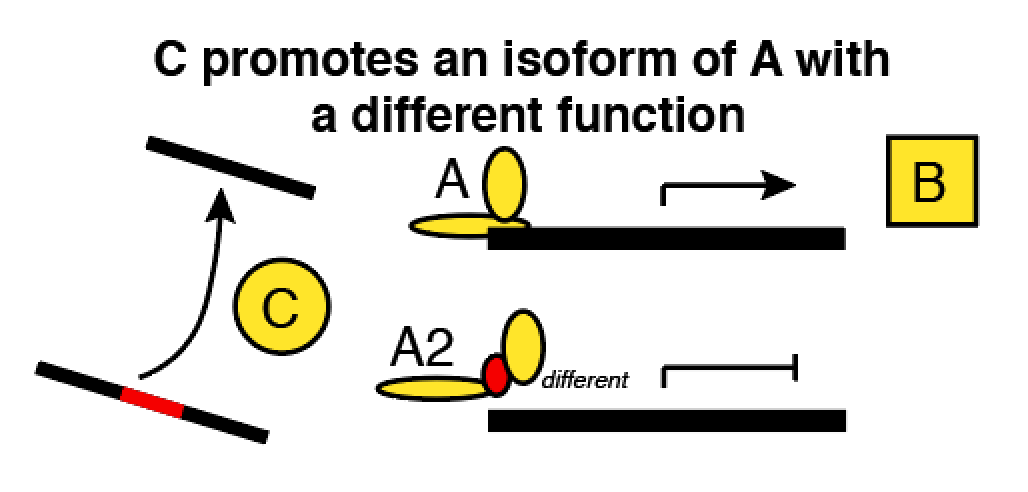 C promotes an isoform of A with
a different function
A
B
C
A2
different